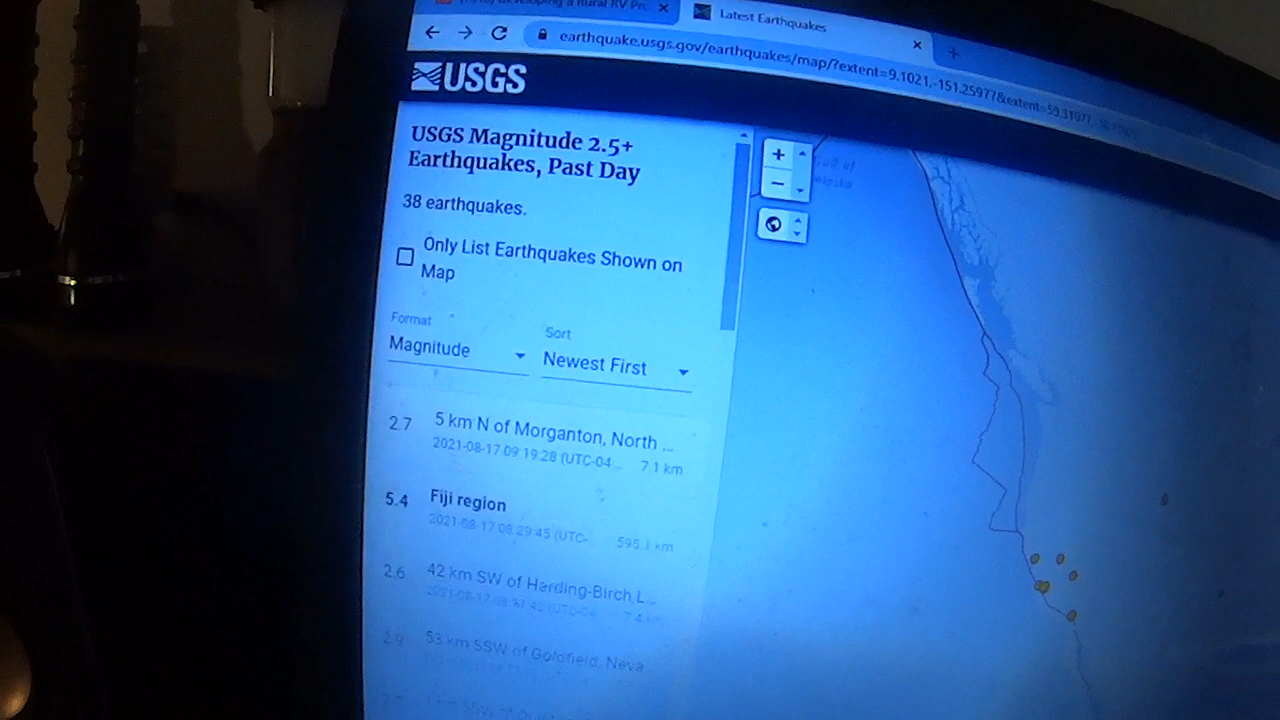 Latest Earthquakes
earthquake.usgs.gov/earthquakes/map/?extent=9.1021,-151.25977&extent=59.31077,-
USGS
USGS Magnitude 2.5+
Earthquakes, Past Day
38 earthquakes.
Only List Earthquakes Shown on
Map
Format
Sort
Magnitude
Newest First
2.7
5 km N of Morganton, North ...
2021-08-17 09:19:28 (UTC-04...
7.1 km
5.4
Fiji region
2021-08-17 08:29:45 (UTC-
595.1 km
2.6
42 km SW of Harding-Birch L...
2.9
53 km SSW of Goldfield, Neva
Gulf of